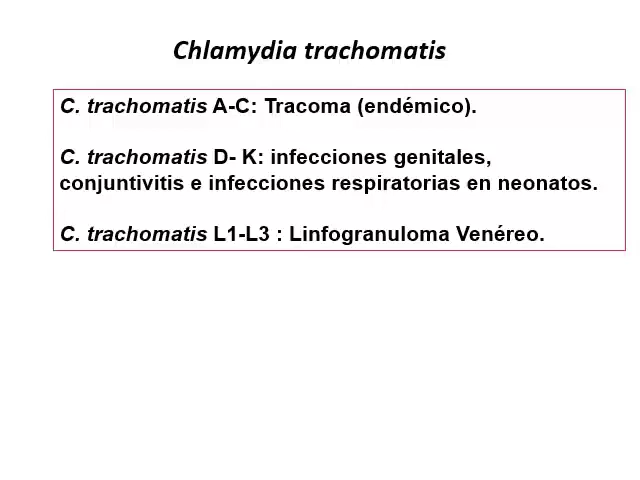 Chlamydia trachomatis
C. trachomatis A-C: Tracoma (endémico).
C. trachomatis D- K: infecciones genitales,
conjuntivitis e infecciones respiratorias en neonatos.
C. trachomatis L1-L3 : Linfogranuloma Venéreo.